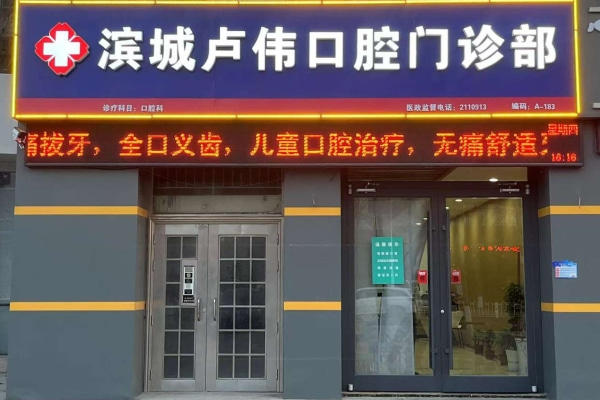 滨城卢伟口腔门诊部
诊疗科目：口腔科 医政监督电话：2110913 编码：A-183
痛拔牙，全口义齿，儿童口腔治疗，无痛舒适牙
星期四
16:16